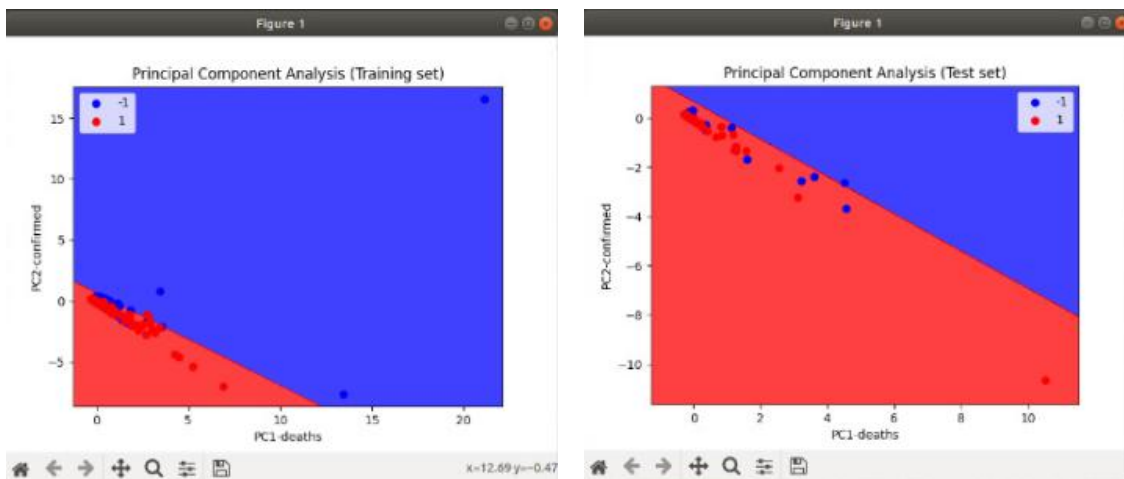 Figure 1
Principal Component Analysis (Training set)
-1
1
15
10
5
0
−5
PC2-confirmed
0
5
10
15
20
PC1-deaths
x=12.69 y=−0.47
Figure 1
Principal Component Analysis (Test set)
-1
1
0
−2
−4
−6
−8
−10
PC2-confirmed
0
2
4
6
8
10
PC1-deaths